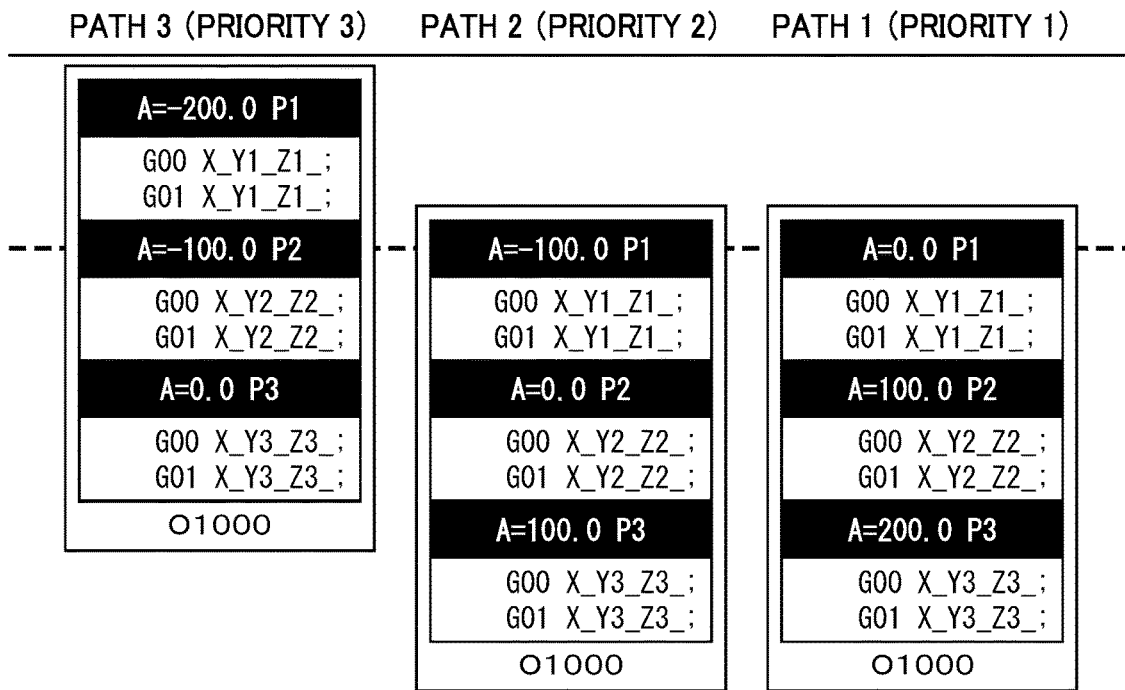 PATH 3 (PRIORITY 3) PATH 2 (PRIORITY 2) PATH 1 (PRIORITY 1)
A=-200.0 P1
G00 X_Y1_Z1_;
G01 X_Y1_Z1_;
A=-100.0 P2
G00 X_Y2_Z2_;
G01 X_Y2_Z2_;
A=0.0 P3
G00 X_Y3_Z3_;
G01 X_Y3_Z3_;
O1000
A=-100.0 P1
G00 X_Y1_Z1_;
G01 X_Y1_Z1_;
A=0.0 P2
G00 X_Y2_Z2_;
G01 X_Y2_Z2_;
A=100.0 P3
G00 X_Y3_Z3_;
G01 X_Y3_Z3_;
O1000
A=0.0 P1
G00 X_Y1_Z1_;
G01 X_Y1_Z1_;
A=100.0 P2
G00 X_Y2_Z2_;
G01 X_Y2_Z2_;
A=200.0 P3
G00 X_Y3_Z3_;
G01 X_Y3_Z3_;
O1000